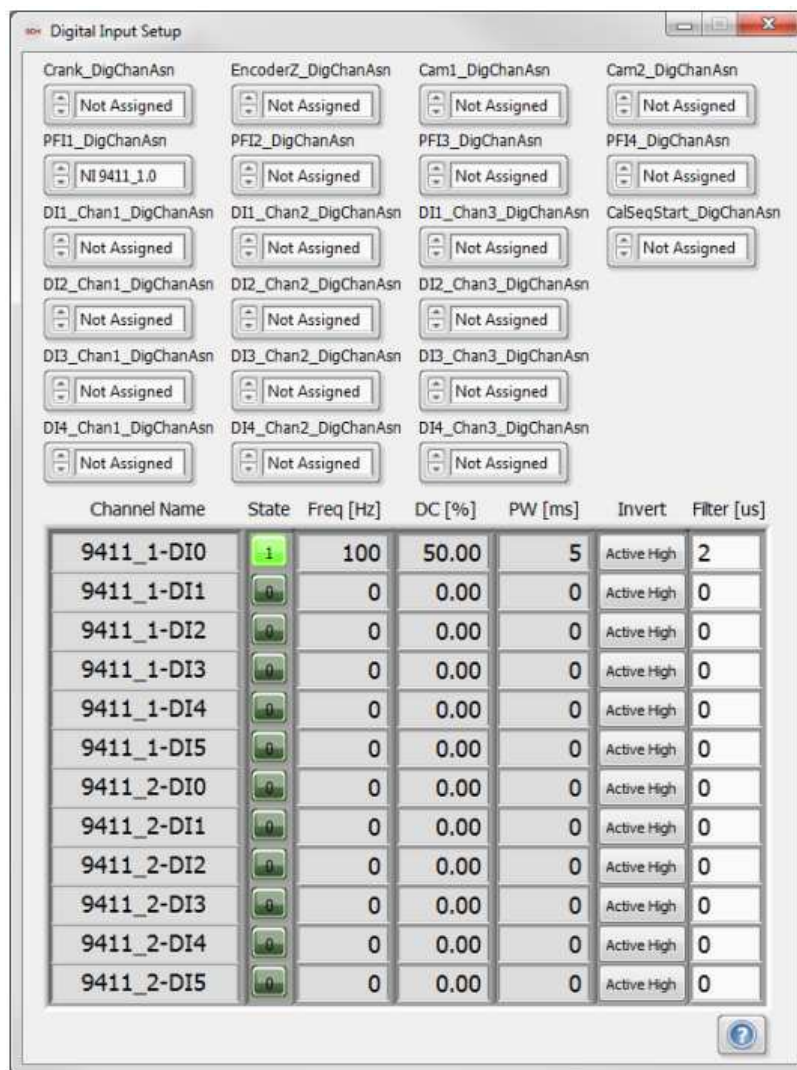 Digital Input Setup
Crank_DigChanAsn EncoderZ_DigChanAsn Cam1_DigChanAsn Cam2_DigChanAsn
Not Assigned Not Assigned Not Assigned Not Assigned
PFI1_DigChanAsn PFI2_DigChanAsn PFI3_DigChanAsn PFI4_DigChanAsn
NI 9411_1.0 Not Assigned Not Assigned Not Assigned
DI1_Chan1_DigChanAsn DI1_Chan2_DigChanAsn DI1_Chan3_DigChanAsn CalSeqStart_DigChanAsn
Not Assigned Not Assigned Not Assigned Not Assigned
DI2_Chan1_DigChanAsn DI2_Chan2_DigChanAsn DI2_Chan3_DigChanAsn
Not Assigned Not Assigned Not Assigned
DI3_Chan1_DigChanAsn DI3_Chan2_DigChanAsn DI3_Chan3_DigChanAsn
Not Assigned Not Assigned Not Assigned
DI4_Chan1_DigChanAsn DI4_Chan2_DigChanAsn DI4_Chan3_DigChanAsn
Not Assigned Not Assigned Not Assigned
Channel Name State Freq [Hz] DC [%] PW [ms] Invert Filter [us]
9411_1-DI0 1 100 50.00 5 Active High 2
9411_1-DI1 0 0 0.00 0 Active High 0
9411_1-DI2 0 0 0.00 0 Active High 0
9411_1-DI3 0 0 0.00 0 Active High 0
9411_1-DI4 0 0 0.00 0 Active High 0
9411_1-DI5 0 0 0.00 0 Active High 0
9411_2-DI0 0 0 0.00 0 Active High 0
9411_2-DI1 0 0 0.00 0 Active High 0
9411_2-DI2 0 0 0.00 0 Active High 0
9411_2-DI3 0 0 0.00 0 Active High 0
9411_2-DI4 0 0 0.00 0 Active High 0
9411_2-DI5 0 0 0.00 0 Active High 0
?